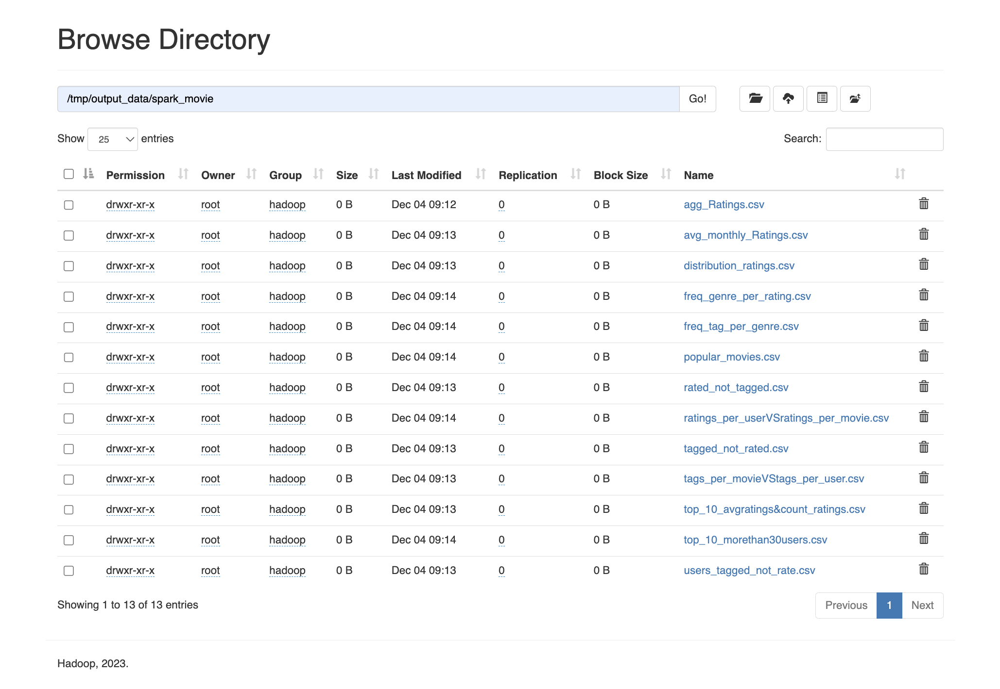 Browse Directory
/tmp/output_data/spark_movie Go!
Show 25 entries Search:
Permission Owner Group Size Last Modified Replication Block Size Name
drwxr-xr-x root hadoop 0 B Dec 04 09:12 0 0 B agg_Ratings.csv
drwxr-xr-x root hadoop 0 B Dec 04 09:13 0 0 B avg_monthly_Ratings.csv
drwxr-xr-x root hadoop 0 B Dec 04 09:13 0 0 B distribution_ratings.csv
drwxr-xr-x root hadoop 0 B Dec 04 09:14 0 0 B freq_genre_per_rating.csv
drwxr-xr-x root hadoop 0 B Dec 04 09:14 0 0 B freq_tag_per_genre.csv
drwxr-xr-x root hadoop 0 B Dec 04 09:14 0 0 B popular_movies.csv
drwxr-xr-x root hadoop 0 B Dec 04 09:13 0 0 B rated_not_tagged.csv
drwxr-xr-x root hadoop 0 B Dec 04 09:14 0 0 B ratings_per_userVSratings_per_movie.csv
drwxr-xr-x root hadoop 0 B Dec 04 09:13 0 0 B tagged_not_rated.csv
drwxr-xr-x root hadoop 0 B Dec 04 09:13 0 0 B tags_per_movieVStags_per_user.csv
drwxr-xr-x root hadoop 0 B Dec 04 09:13 0 0 B top_10_avgratings&count_ratings.csv
drwxr-xr-x root hadoop 0 B Dec 04 09:14 0 0 B top_10_morethan30users.csv
drwxr-xr-x root hadoop 0 B Dec 04 09:13 0 0 B users_tagged_not_rate.csv
Showing 1 to 13 of 13 entries Previous 1 Next
Hadoop, 2023.